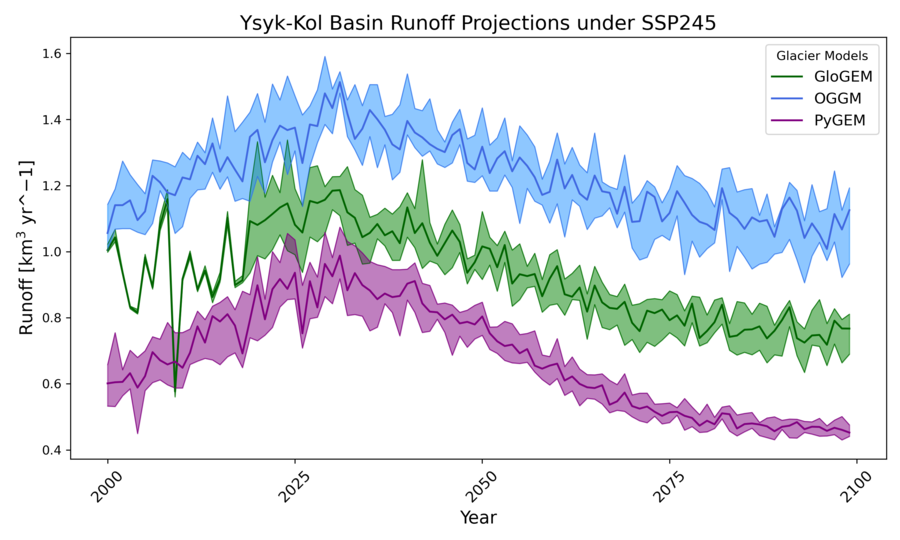 Ysyk-Kol Basin Runoff Projections under SSP245
Runoff [km³ yr^−1]
1.6
1.4
1.2
1.0
0.8
0.6
0.4
Glacier Models
GloGEM
OGGM
PyGEM
2000
2025
2050
2075
2100
Year